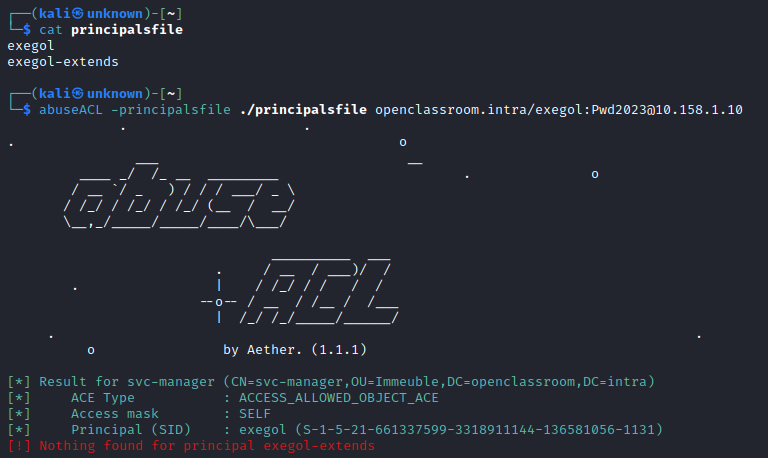 ┌──(kali㉿unknown)-[~]
└─$ cat principalsfile
exegol
exegol-extends
┌──(kali㉿unknown)-[~]
└─$ abuseACL -principalsfile ./principalsfile openclassroom.intra/exegol:Pwd2023@10.158.1.10
abuse
ACL
by Aether. (1.1.1)
[*] Result for svc-manager (CN=svc-manager,OU=Immeuble,DC=openclassroom,DC=intra)
[*]     ACE Type           : ACCESS_ALLOWED_OBJECT_ACE
[*]     Access mask        : SELF
[*]     Principal (SID)    : exegol (S-1-5-21-661337599-3318911144-136581056-1131)
[!] Nothing found for principal exegol-extends